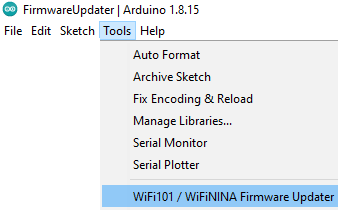 FirmwareUpdater | Arduino 1.8.15
File Edit Sketch Tools Help
Auto Format
Archive Sketch
Fix Encoding & Reload
Manage Libraries...
Serial Monitor
Serial Plotter
WiFi101 / WiFiNINA Firmware Updater